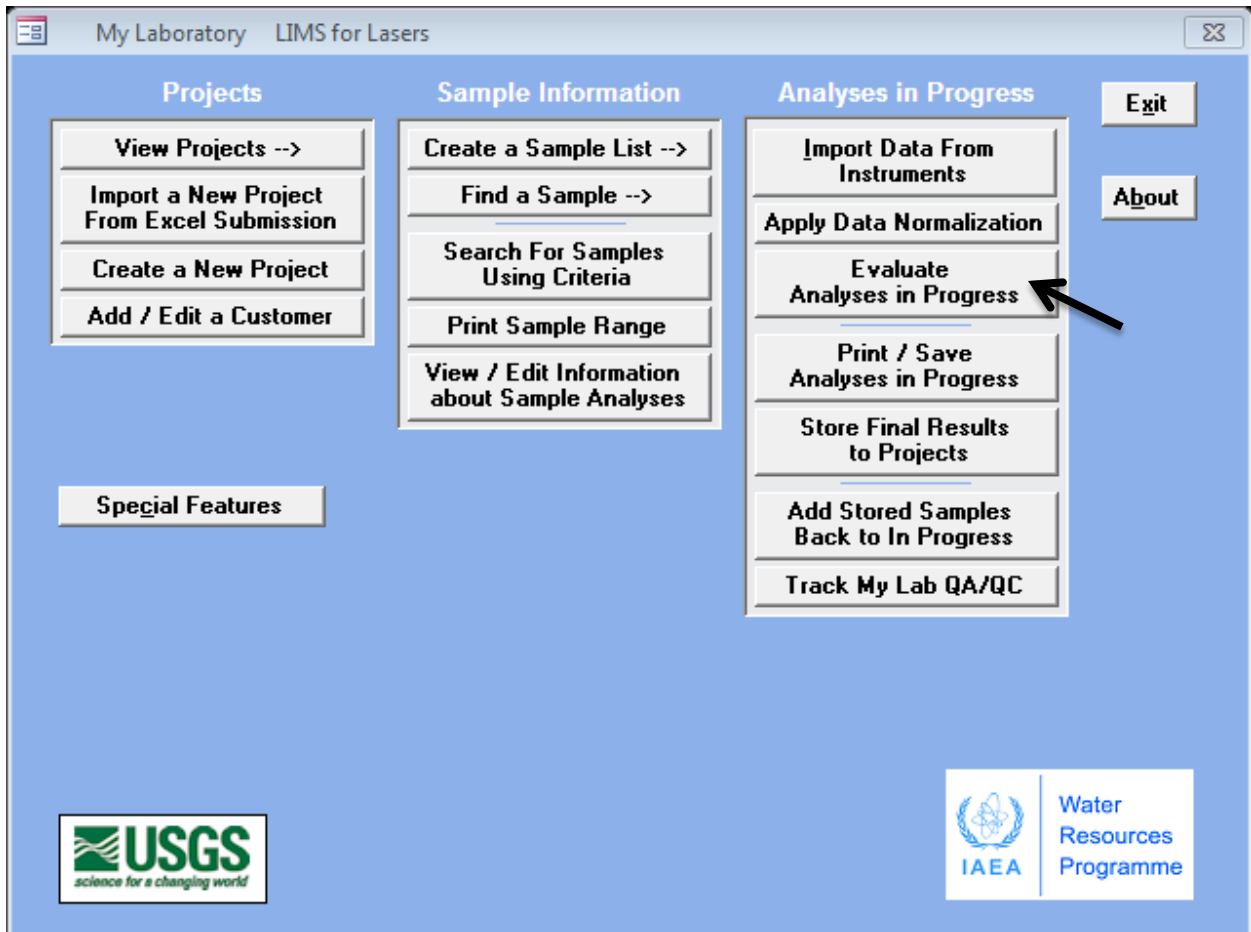 My Laboratory LIMS for Lasers
Projects
View Projects -->
Import a New Project
From Excel Submission
Create a New Project
Add / Edit a Customer
Special Features
Sample Information
Create a Sample List -->
Find a Sample -->
Search For Samples
Using Criteria
Print Sample Range
View / Edit Information
about Sample Analyses
Analyses in Progress
Import Data From
Instruments
Apply Data Normalization
Evaluate
Analyses in Progress
Print / Save
Analyses in Progress
Store Final Results
to Projects
Add Stored Samples
Back to In Progress
Track My Lab QA/QC
Exit
About
USGS
science for a changing world
IAEA
Water
Resources
Programme